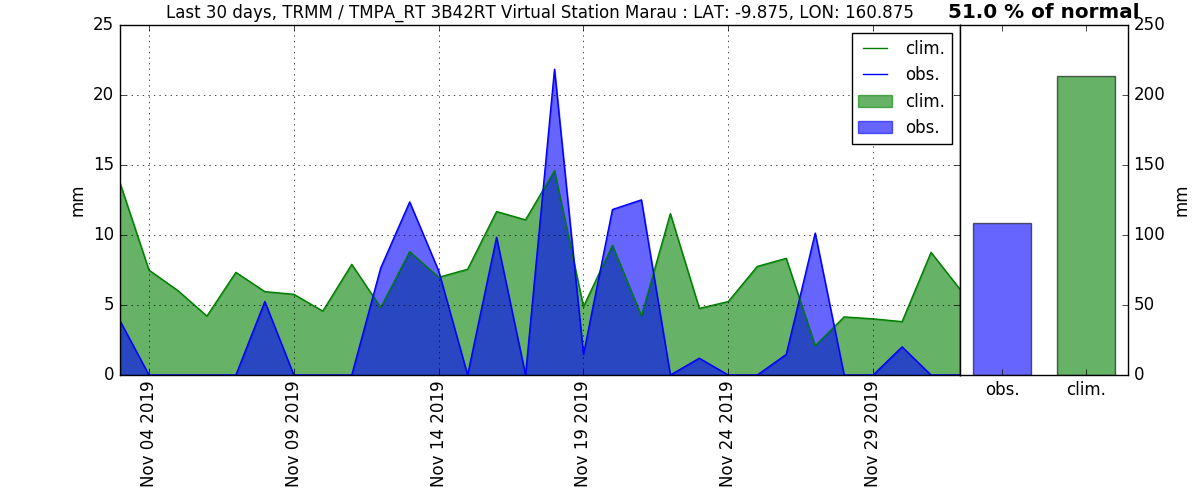 Last 30 days, TRMM / TMPA_RT 3B42RT Virtual Station Marau : LAT: -9.875, LON: 160.875
51.0 % of normal
25
20
15
10
5
0
mm
clim.
obs.
clim.
obs.
250
200
150
100
50
0
mm
obs.
clim.
Nov 04 2019
Nov 09 2019
Nov 14 2019
Nov 19 2019
Nov 24 2019
Nov 29 2019